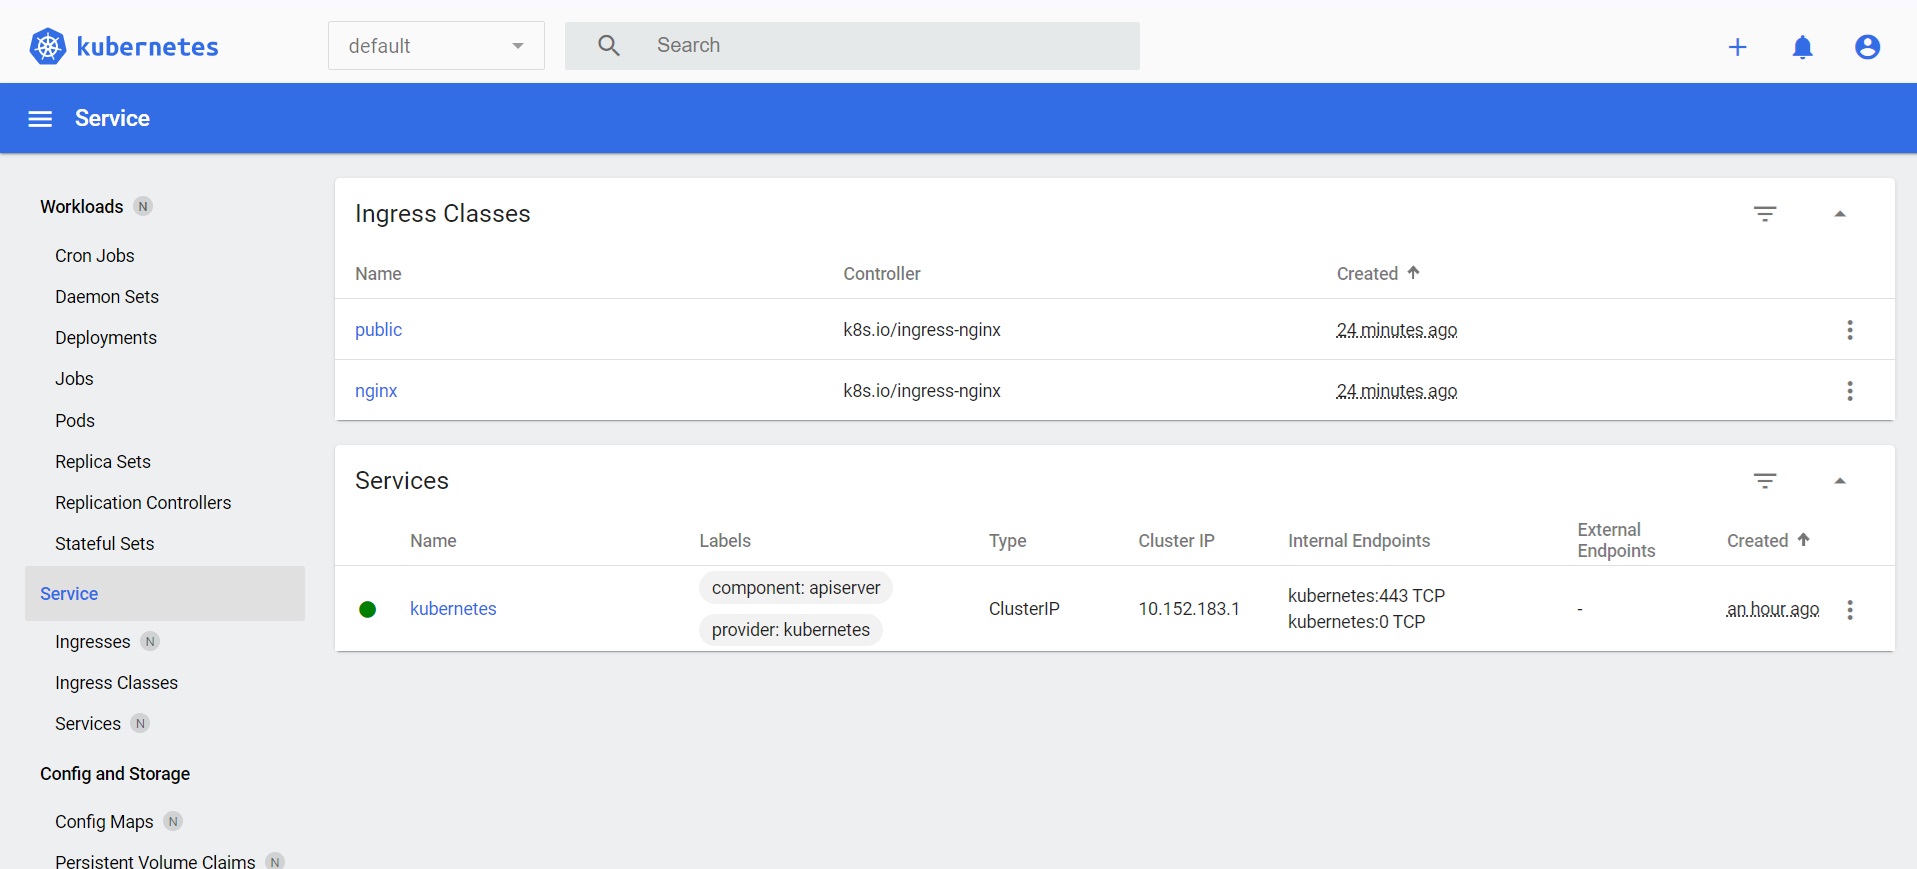 kubernetes
default
Search
Service
Workloads N
Cron Jobs
Daemon Sets
Deployments
Jobs
Pods
Replica Sets
Replication Controllers
Stateful Sets
Service
Ingresses N
Ingress Classes
Services N
Config and Storage
Config Maps N
Persistent Volume Claims N
Ingress Classes
Name Controller Created
public k8s.io/ingress-nginx 24 minutes ago
nginx k8s.io/ingress-nginx 24 minutes ago
Services
Name Labels Type Cluster IP Internal Endpoints External Endpoints Created
kubernetes component: apiserver ClusterIP 10.152.183.1 kubernetes:443 TCP - an hour ago
provider: kubernetes kubernetes:0 TCP